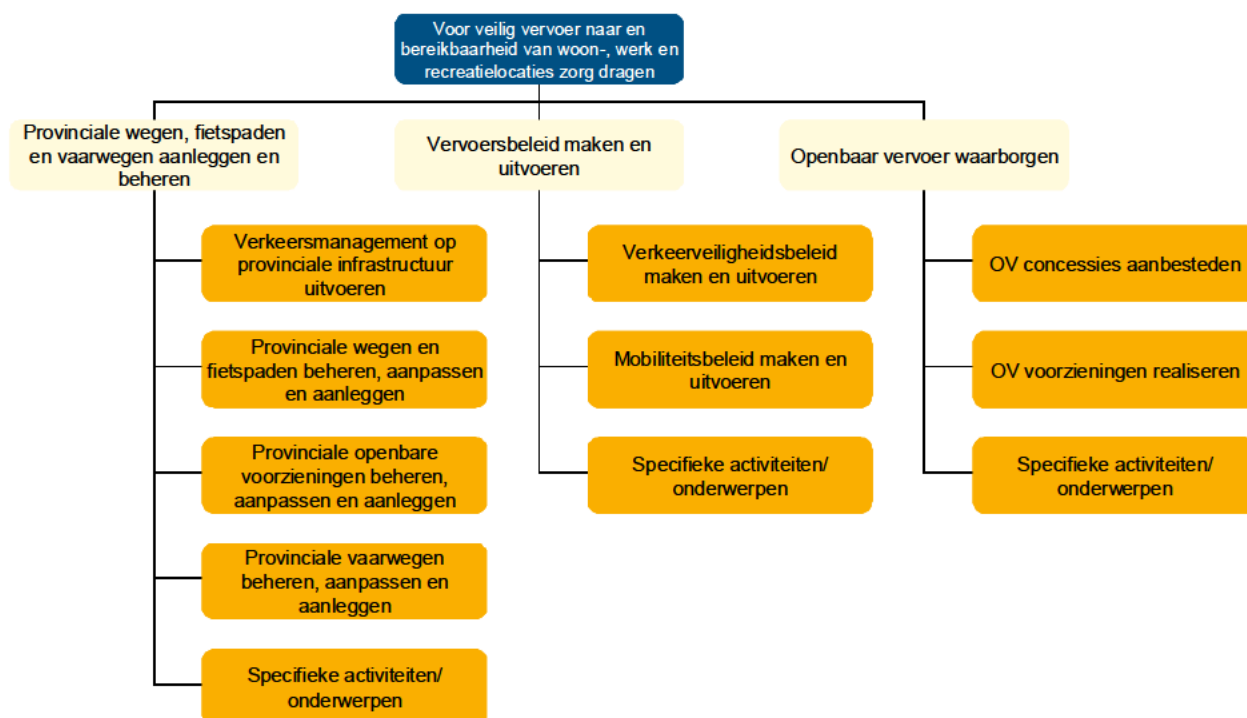 Voor veilig vervoer naar en
bereikbaarheid van woon-, werk en
recreatielocaties zorg dragen
Provinciale wegen, fietspaden
en vaarwegen aanleggen en
beheren
Vervoersbeleid maken en
uitvoeren
Openbaar vervoer waarborgen
Verkeersmanagement op
provinciale infrastructuur
uitvoeren
Provinciale wegen en
fietspaden beheren, aanpassen
en aanleggen
Provinciale openbare
voorzieningen beheren,
aanpassen en aanleggen
Provinciale vaarwegen
beheren, aanpassen en
aanleggen
Specifieke activiteiten/
onderwerpen
Verkeerveiligheidsbeleid
maken en uitvoeren
Mobiliteitsbeleid maken en
uitvoeren
Specifieke activiteiten/
onderwerpen
OV concessies aanbesteden
OV voorzieningen realiseren
Specifieke activiteiten/
onderwerpen